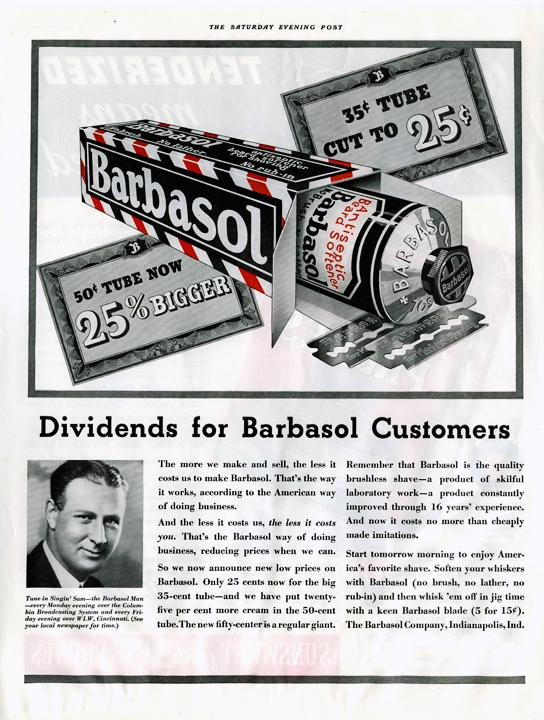 THE SATURDAY EVENING POST
35¢ TUBE
CUT TO 25¢
Barbasol
No Lather
No rub-in
Barbasol
Antiseptic
Beard Softener
Barbasol
BARBASOL
Barbasol
50¢ TUBE NOW
25% BIGGER
Dividends for Barbasol Customers
Tune in Singin' Sam—the Barbasol Man
—every Monday evening over the Colum-
bia Broadcasting System and every Fri-
day evening over WLW, Cincinnati. (See
your local newspaper for time.)
The more we make and sell, the less it
costs us to make Barbasol. That's the way
it works, according to the American way
of doing business.
And the less it costs us, the less it costs
you. That's the Barbasol way of doing
business, reducing prices when we can.
So we now announce new low prices on
Barbasol. Only 25 cents now for the big
35-cent tube—and we have put twenty-
five per cent more cream in the 50-cent
tube. The new fifty-center is a regular giant.
Remember that Barbasol is the quality
brushless shave—a product of skilful
laboratory work—a product constantly
improved through 16 years' experience.
And now it costs no more than cheaply
made imitations.
Start tomorrow morning to enjoy Amer-
ica's favorite shave. Soften your whiskers
with Barbasol (no brush, no lather, no
rub-in) and then whisk 'em off in jig time
with a keen Barbasol blade (5 for 15¢).
The Barbasol Company, Indianapolis, Ind.